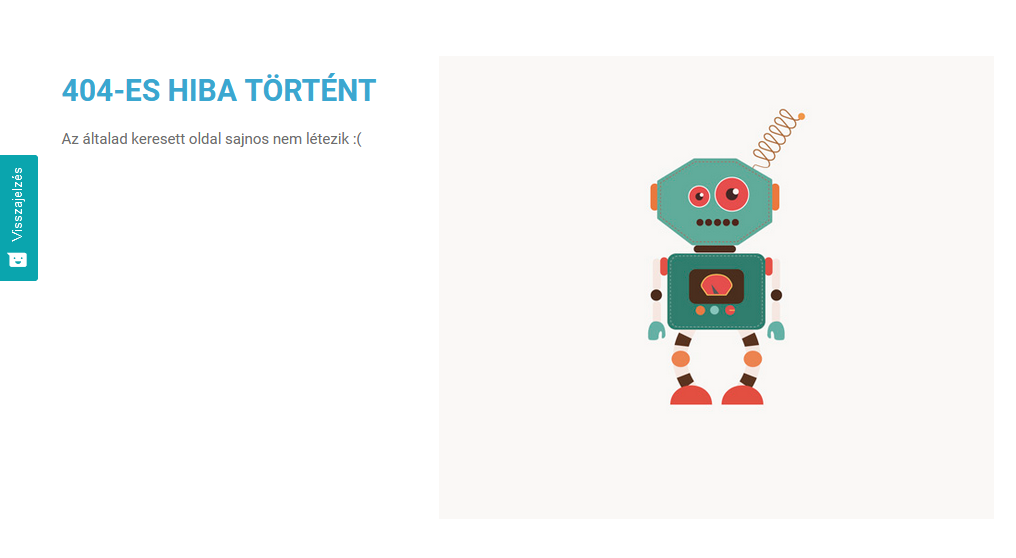 404-ES HIBA TÖRTÉNT
Az általad keresett oldal sajnos nem létezik :(
Visszajelzés